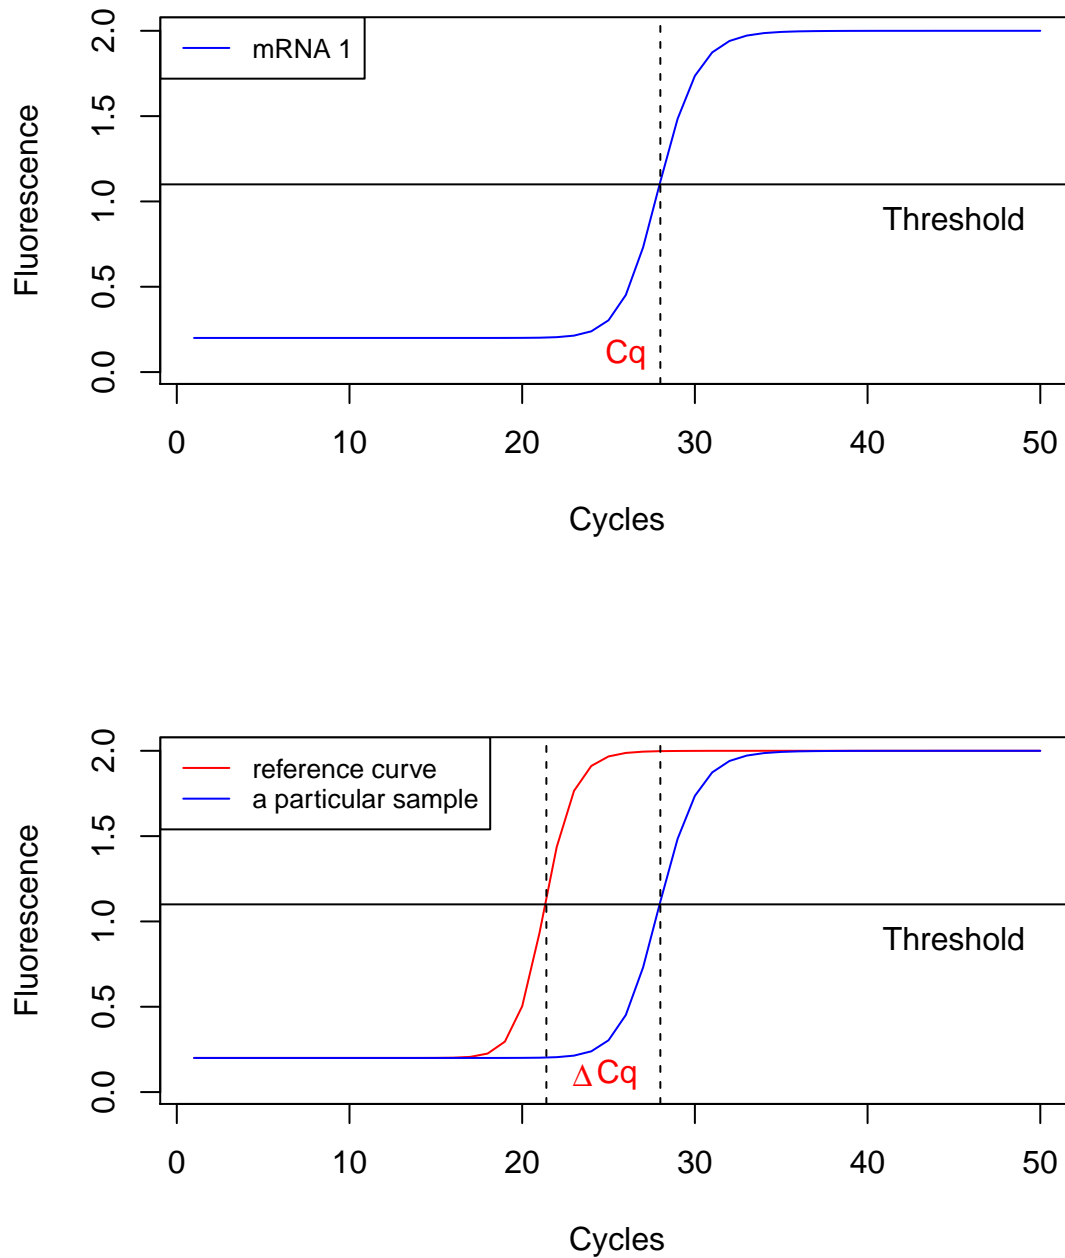 mRNA 1
2.0
1.5
1.0
0.5
0.0
Fluorescence
Threshold
Cq
0 10 20 30 40 50
Cycles
reference curve
a particular sample
2.0
1.5
1.0
0.5
0.0
Fluorescence
Threshold
Δ Cq
0 10 20 30 40 50
Cycles